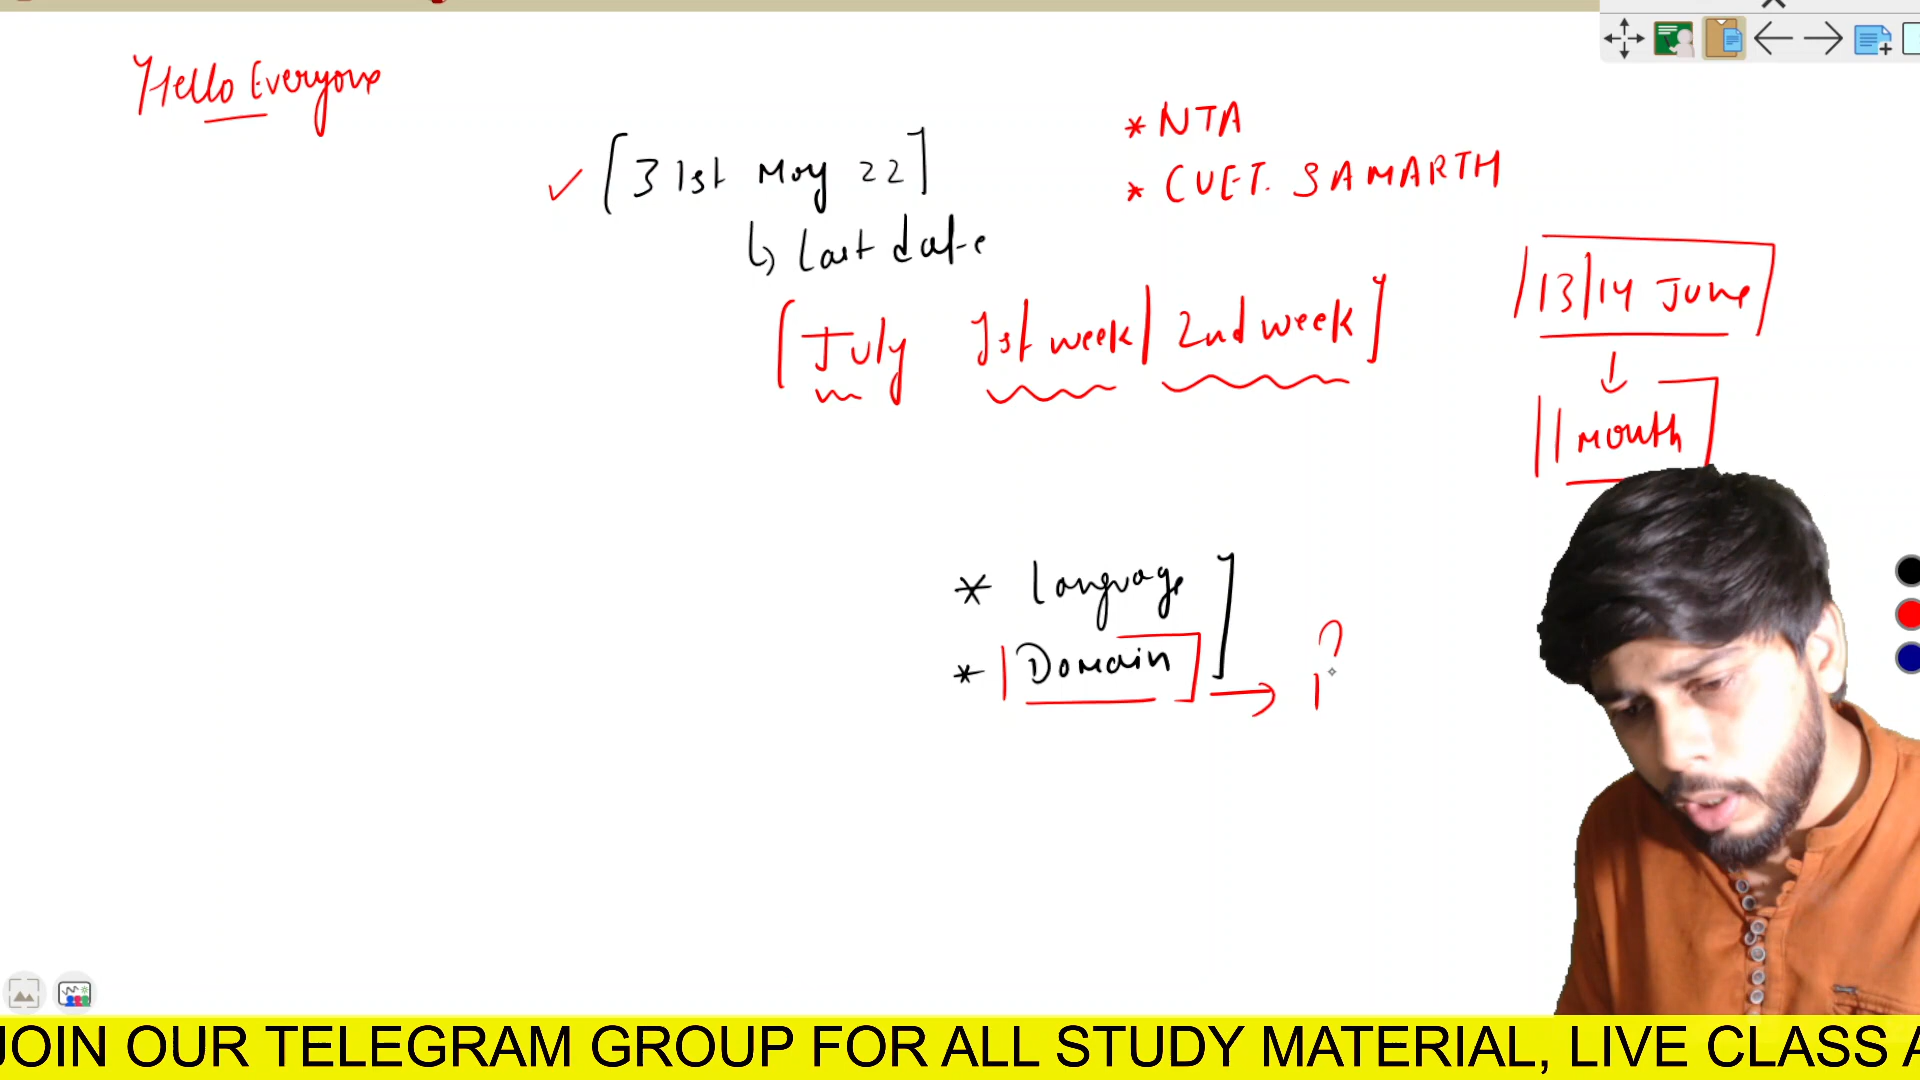 Hello Everyone
* NTA
* CUET. SAMARTH
✓ [31st May 22]
↳ Last date
[July 1st week / 2nd week]
13/14 June
↓
1 Month
* Language
* Domain → ?
JOIN OUR TELEGRAM GROUP FOR ALL STUDY MATERIAL, LIVE CLASS A